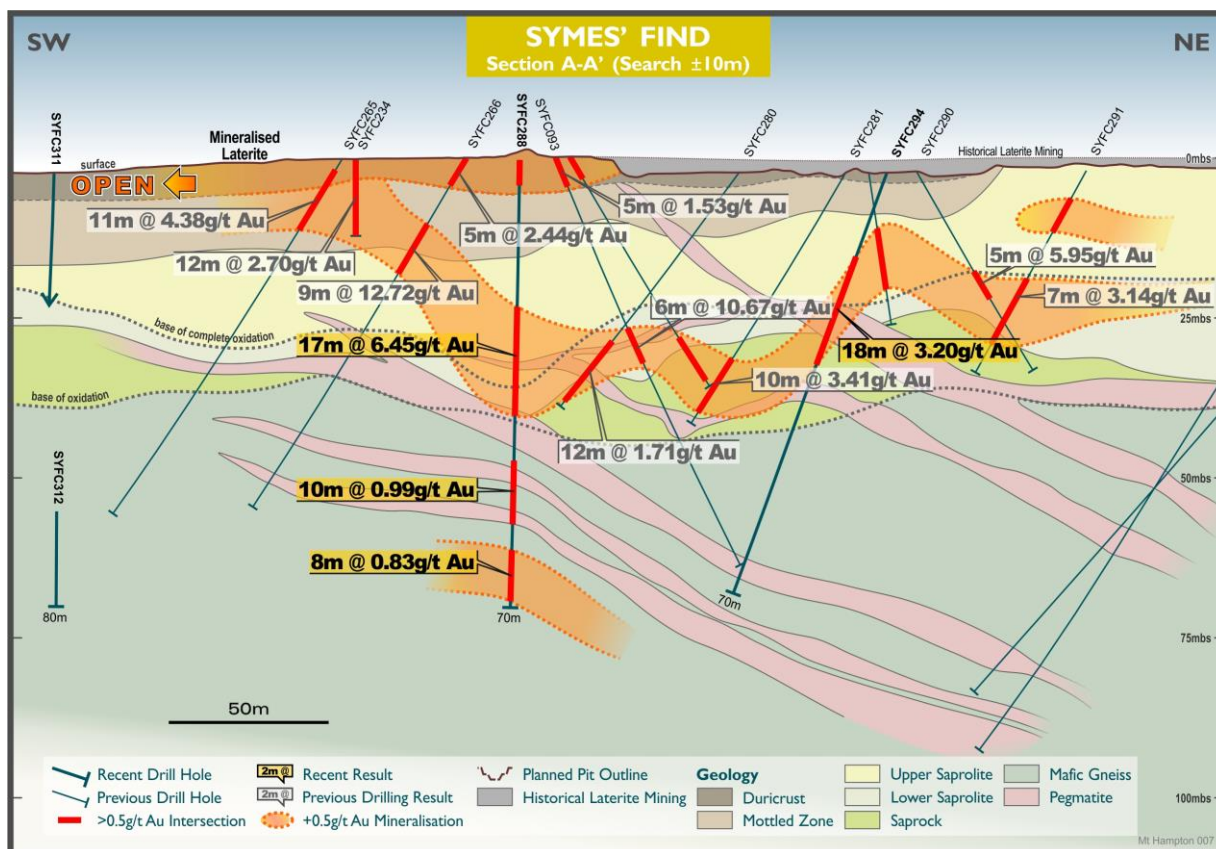 SW
SYMES' FIND
Section A-A' (Search ±10m)
NE
SYFC311
Mineralised
Laterite
SYFC265
SYFC234
SYFC266
SYFC288
SYFC093
SYFC280
SYFC281
SYFC294
SYFC290
Historical Laterite Mining
SYFC291
0mbs
surface
OPEN
11m @ 4.38g/t Au
5m @ 1.53g/t Au
5m @ 2.44g/t Au
12m @ 2.70g/t Au
5m @ 5.95g/t Au
9m @ 12.72g/t Au
7m @ 3.14g/t Au
6m @ 10.67g/t Au
25mbs
base of complete oxidation
17m @ 6.45g/t Au
18m @ 3.20g/t Au
10m @ 3.41g/t Au
base of oxidation
12m @ 1.71g/t Au
SYFC312
10m @ 0.99g/t Au
50mbs
8m @ 0.83g/t Au
80m
70m
70m
75mbs
50m
Recent Drill Hole
Previous Drill Hole
>0.5g/t Au Intersection
2m @ Recent Result
2m @ Previous Drilling Result
+0.5g/t Au Mineralisation
Planned Pit Outline
Historical Laterite Mining
Geology
Duricrust
Mottled Zone
Upper Saprolite
Lower Saprolite
Saprock
Mafic Gneiss
Pegmatite
100mbs
Mt Hampton 007